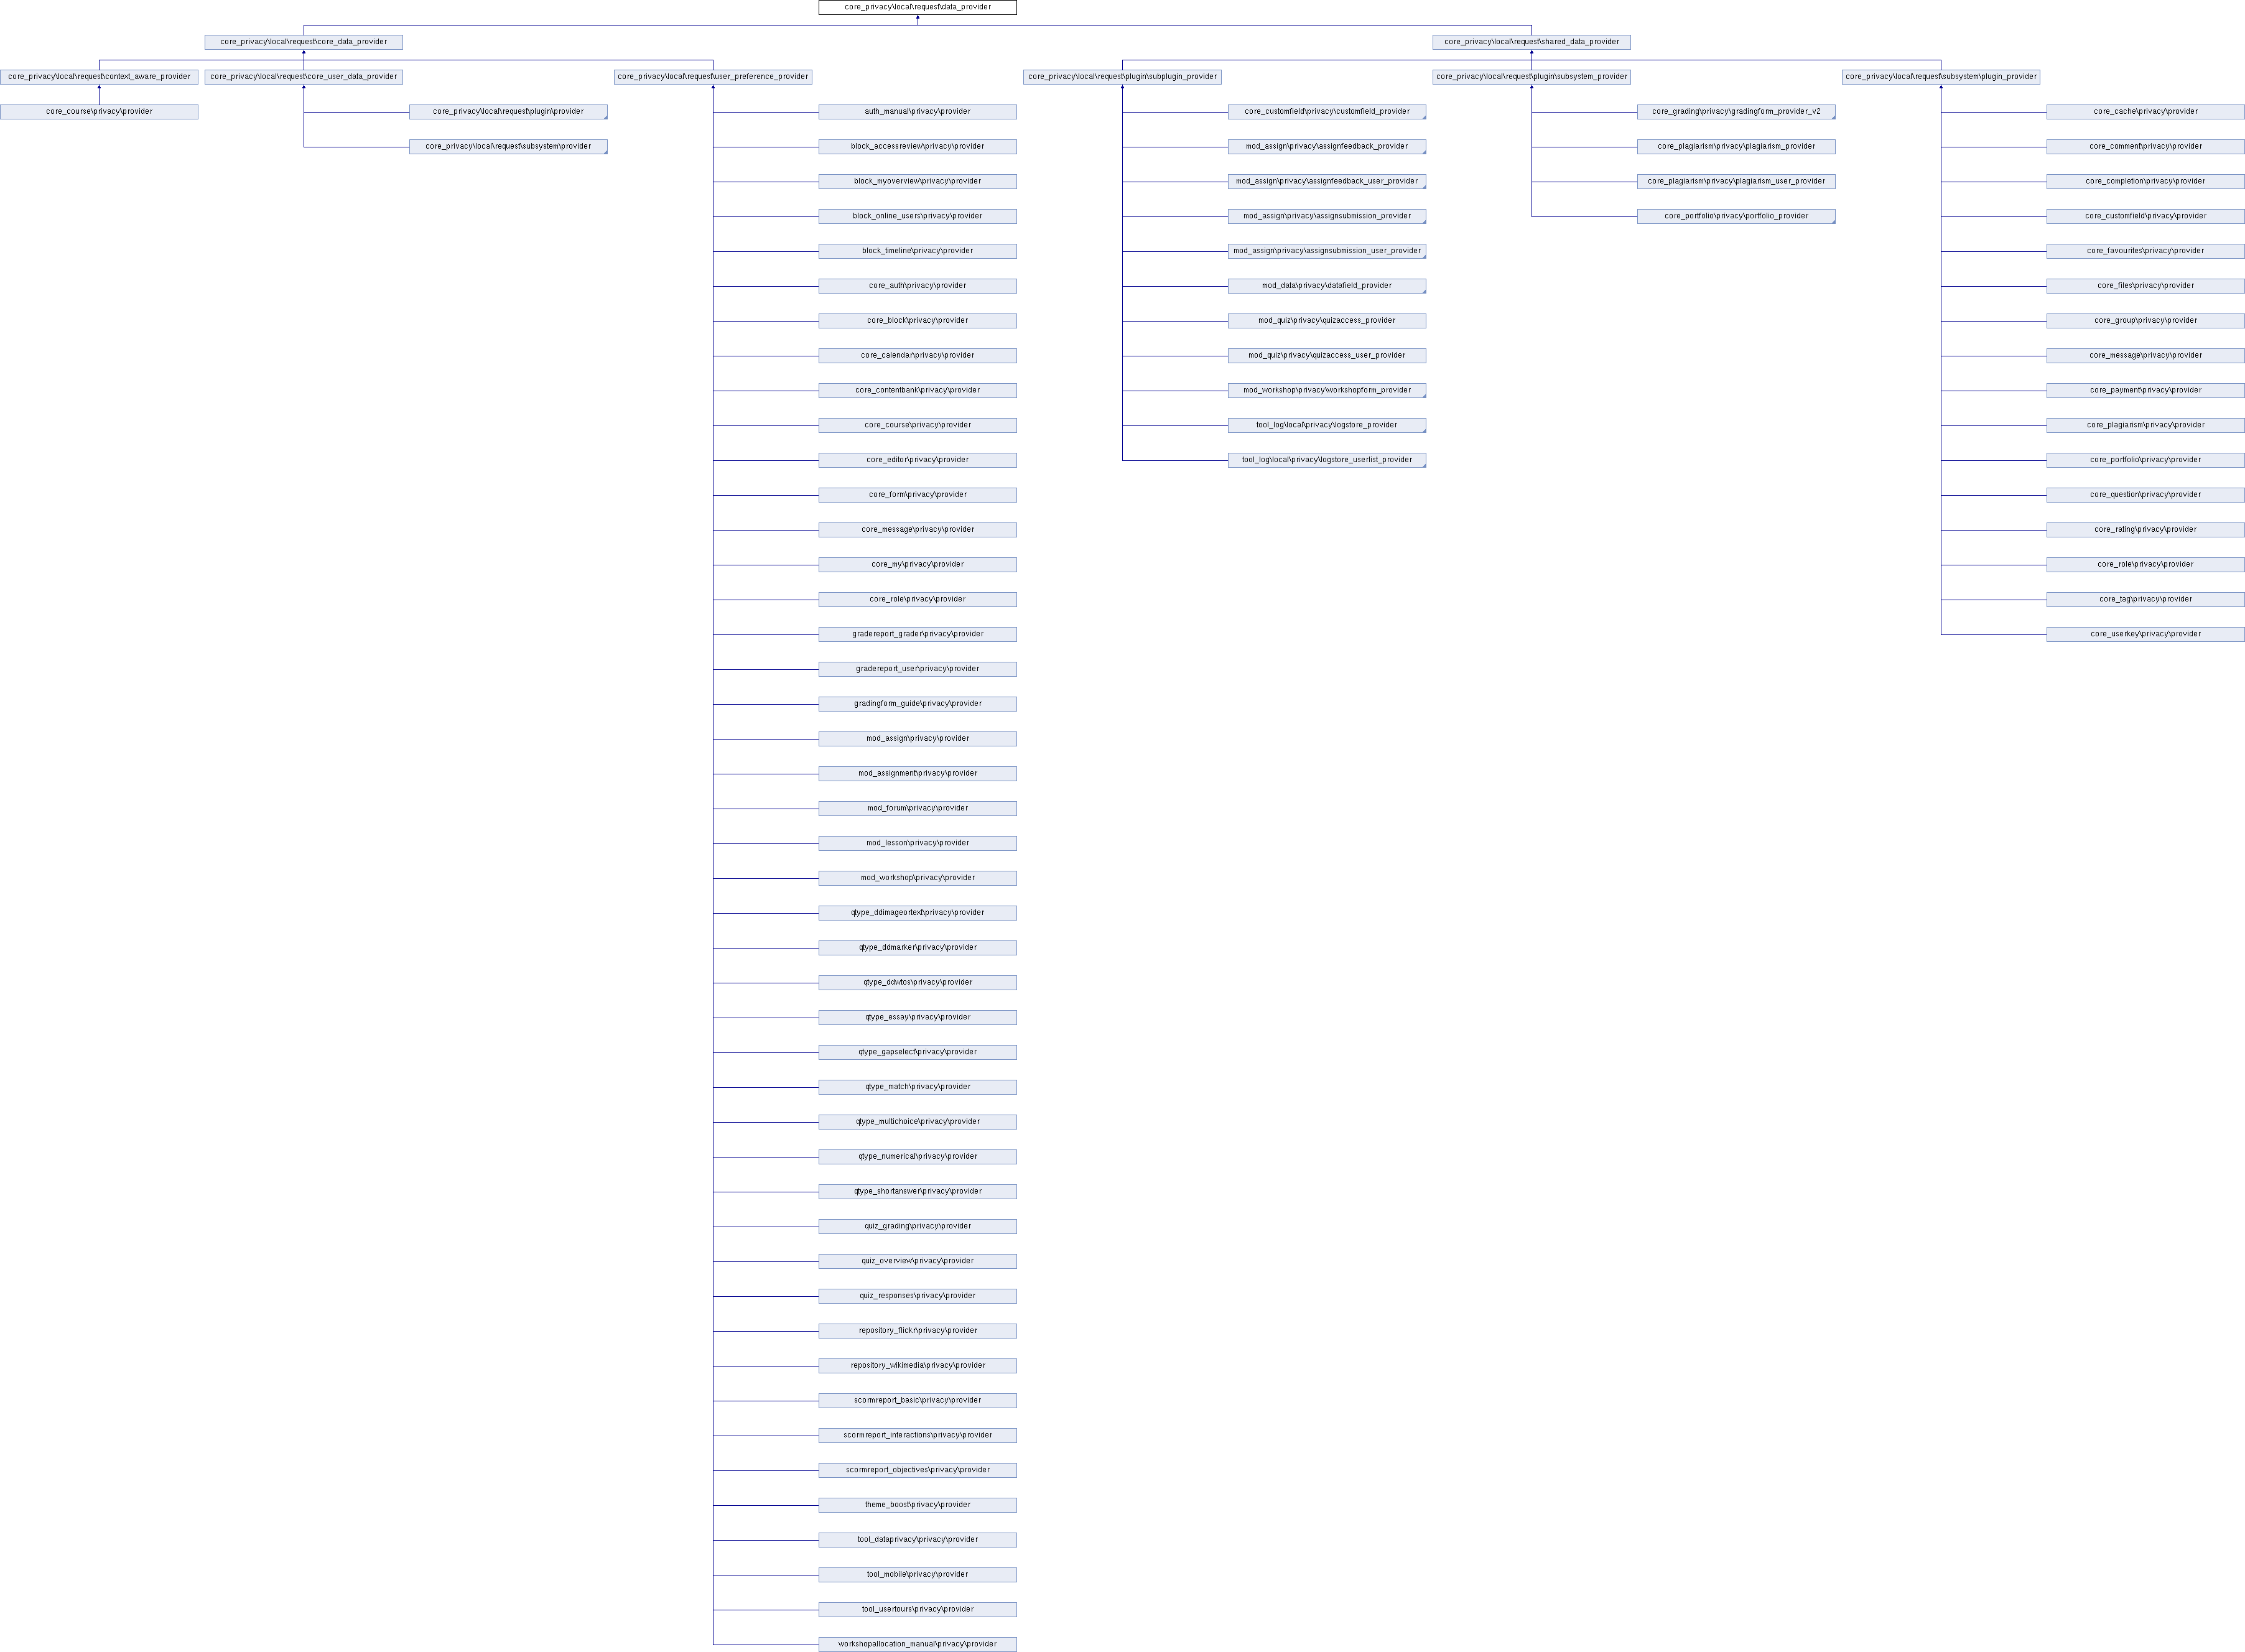 core_privacy\local\request\data_provider
core_privacy\local\request\core_data_provider
core_privacy\local\request\shared_data_provider
core_privacy\local\request\context_aware_provider
core_privacy\local\request\core_user_data_provider
core_privacy\local\request\user_preference_provider
core_privacy\local\request\plugin\subplugin_provider
core_privacy\local\request\plugin\subsystem_provider
core_privacy\local\request\subsystem\plugin_provider
core_course\privacy\provider
core_privacy\local\request\plugin\provider
core_privacy\local\request\subsystem\provider
auth_manual\privacy\provider
block_accessreview\privacy\provider
block_myoverview\privacy\provider
block_online_users\privacy\provider
block_timeline\privacy\provider
core_auth\privacy\provider
core_block\privacy\provider
core_calendar\privacy\provider
core_contentbank\privacy\provider
core_course\privacy\provider
core_editor\privacy\provider
core_form\privacy\provider
core_message\privacy\provider
core_my\privacy\provider
core_role\privacy\provider
gradereport_grader\privacy\provider
gradereport_user\privacy\provider
gradingform_guide\privacy\provider
mod_assign\privacy\provider
mod_assignment\privacy\provider
mod_forum\privacy\provider
mod_lesson\privacy\provider
mod_workshop\privacy\provider
qtype_ddimageortext\privacy\provider
qtype_ddmarker\privacy\provider
qtype_ddwtos\privacy\provider
qtype_essay\privacy\provider
qtype_gapselect\privacy\provider
qtype_match\privacy\provider
qtype_multichoice\privacy\provider
qtype_numerical\privacy\provider
qtype_shortanswer\privacy\provider
quiz_grading\privacy\provider
quiz_overview\privacy\provider
quiz_responses\privacy\provider
repository_flickr\privacy\provider
repository_wikimedia\privacy\provider
scormreport_basic\privacy\provider
scormreport_interactions\privacy\provider
scormreport_objectives\privacy\provider
theme_boost\privacy\provider
tool_dataprivacy\privacy\provider
tool_mobile\privacy\provider
tool_usertours\privacy\provider
workshopallocation_manual\privacy\provider
core_customfield\privacy\customfield_provider
mod_assign\privacy\assignfeedback_provider
mod_assign\privacy\assignfeedback_user_provider
mod_assign\privacy\assignsubmission_provider
mod_assign\privacy\assignsubmission_user_provider
mod_data\privacy\datafield_provider
mod_quiz\privacy\quizaccess_provider
mod_quiz\privacy\quizaccess_user_provider
mod_workshop\privacy\workshopform_provider
tool_log\local\privacy\logstore_provider
tool_log\local\privacy\logstore_userlist_provider
core_grading\privacy\gradingform_provider_v2
core_plagiarism\privacy\plagiarism_provider
core_plagiarism\privacy\plagiarism_user_provider
core_portfolio\privacy\portfolio_provider
core_cache\privacy\provider
core_comment\privacy\provider
core_completion\privacy\provider
core_customfield\privacy\provider
core_favourites\privacy\provider
core_files\privacy\provider
core_group\privacy\provider
core_message\privacy\provider
core_payment\privacy\provider
core_plagiarism\privacy\provider
core_portfolio\privacy\provider
core_question\privacy\provider
core_rating\privacy\provider
core_role\privacy\provider
core_tag\privacy\provider
core_userkey\privacy\provider